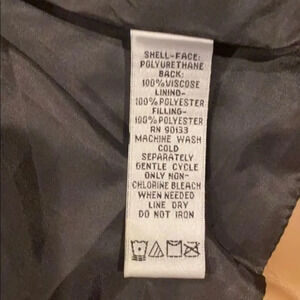 SHELL-FACE:
POLYURETHANE
BACK:
100%VISCOSE
LINING-
100%POLYESTER
FILLING-
100%POLYESTER
RN 90133
MACHINE WASH
COLD
SEPARATELY
GENTLE CYCLE
ONLY NON-
CHLORINE BLEACH
WHEN NEEDED
LINE DRY
DO NOT IRON